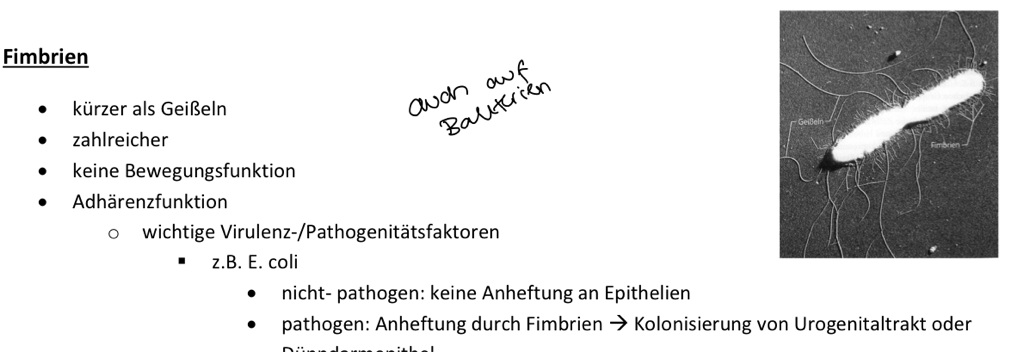 Fimbrien
auch auf
Bakterien
• kürzer als Geißeln
• zahlreicher
• keine Bewegungsfunktion
• Adhärenzfunktion
o wichtige Virulenz-/Pathogenitätsfaktoren
▪ z.B. E. coli
• nicht- pathogen: keine Anheftung an Epithelien
• pathogen: Anheftung durch Fimbrien → Kolonisierung von Urogenitaltrakt oder
Geißeln
Fimbrien